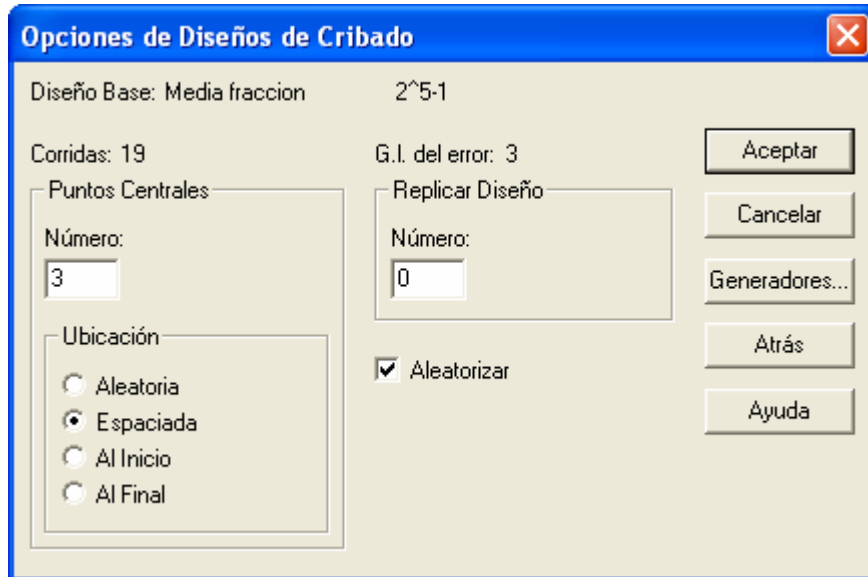 Opciones de Diseños de Cribado
Diseño Base: Media fraccion 2^5-1
Corridas: 19 G.l. del error: 3
Puntos Centrales
Número:
3
Ubicación
Aleatoria
Espaciada
Al Inicio
Al Final
Replicar Diseño
Número:
0
Aleatorizar
Aceptar
Cancelar
Generadores...
Atrás
Ayuda